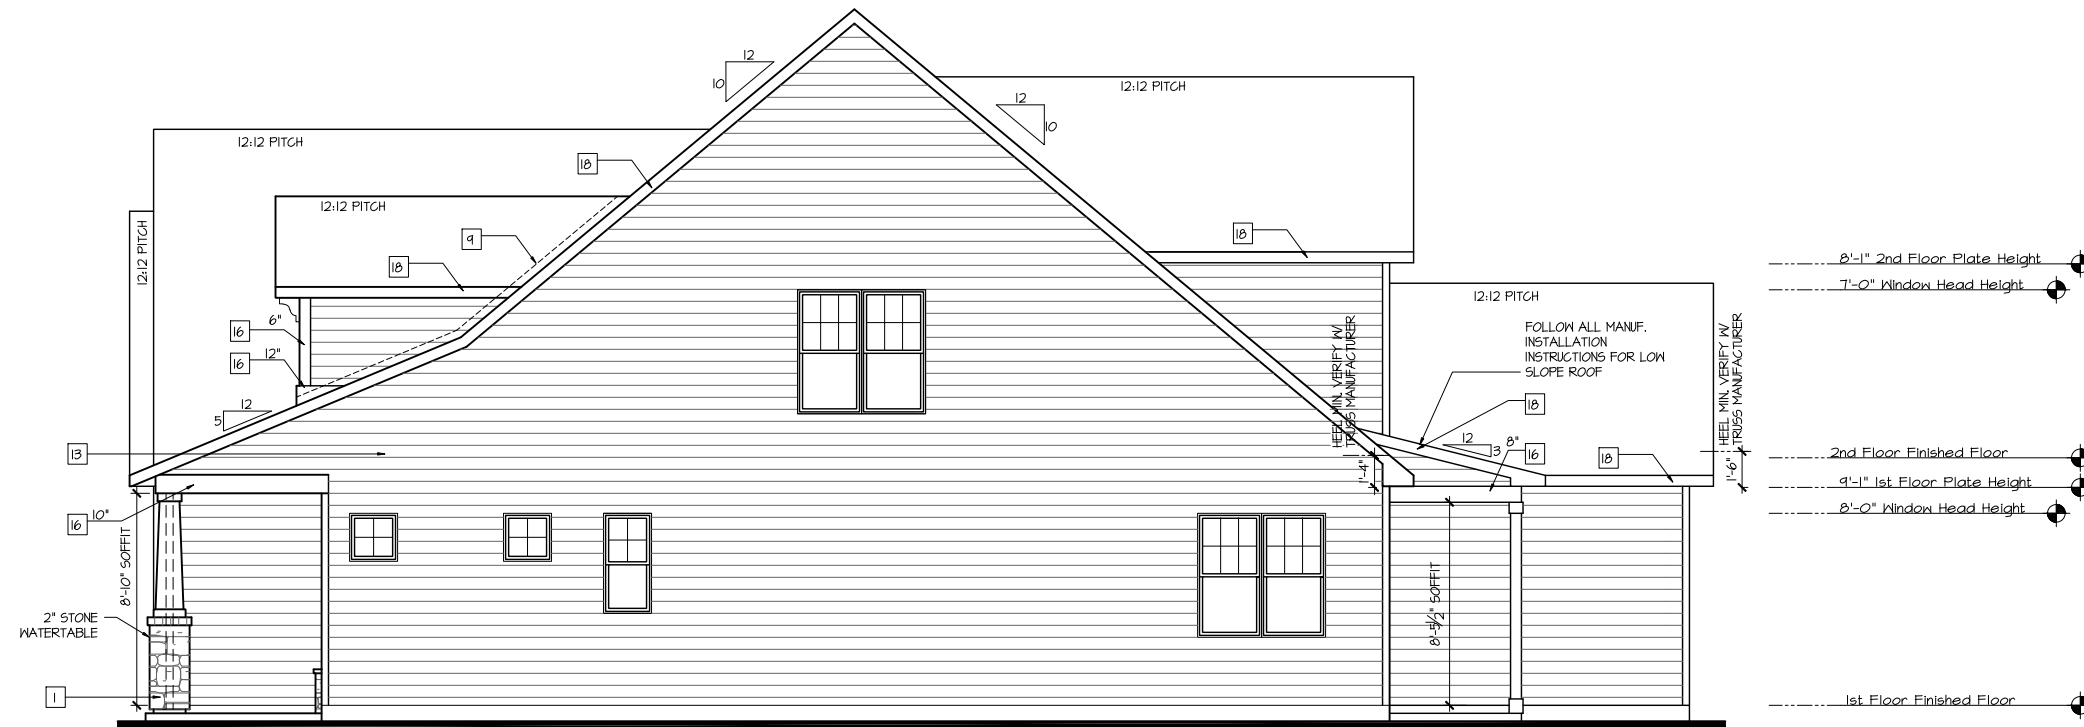 12
10
12:12 PITCH
12
10
12:12 PITCH
18
12:12 PITCH
12:12 PITCH
9
18
18
8'-1" 2nd Floor Plate Height
7'-0" Window Head Height
12:12 PITCH
6"
16
12"
16
HEEL MIN. VERIFY W/
TRUSS MANUFACTURER
FOLLOW ALL MANUF.
INSTALLATION
INSTRUCTIONS FOR LOW
SLOPE ROOF
HEEL MIN. VERIFY W/
TRUSS MANUFACTURER
12
5
18
12
3
8"
16
18
13
1'-4"
1'-6"
2nd Floor Finished Floor
9'-1" 1st Floor Plate Height
8'-0" Window Head Height
10"
16
8'-10" SOFFIT
8'-5 1/2" SOFFIT
2" STONE
WATERTABLE
1
1st Floor Finished Floor